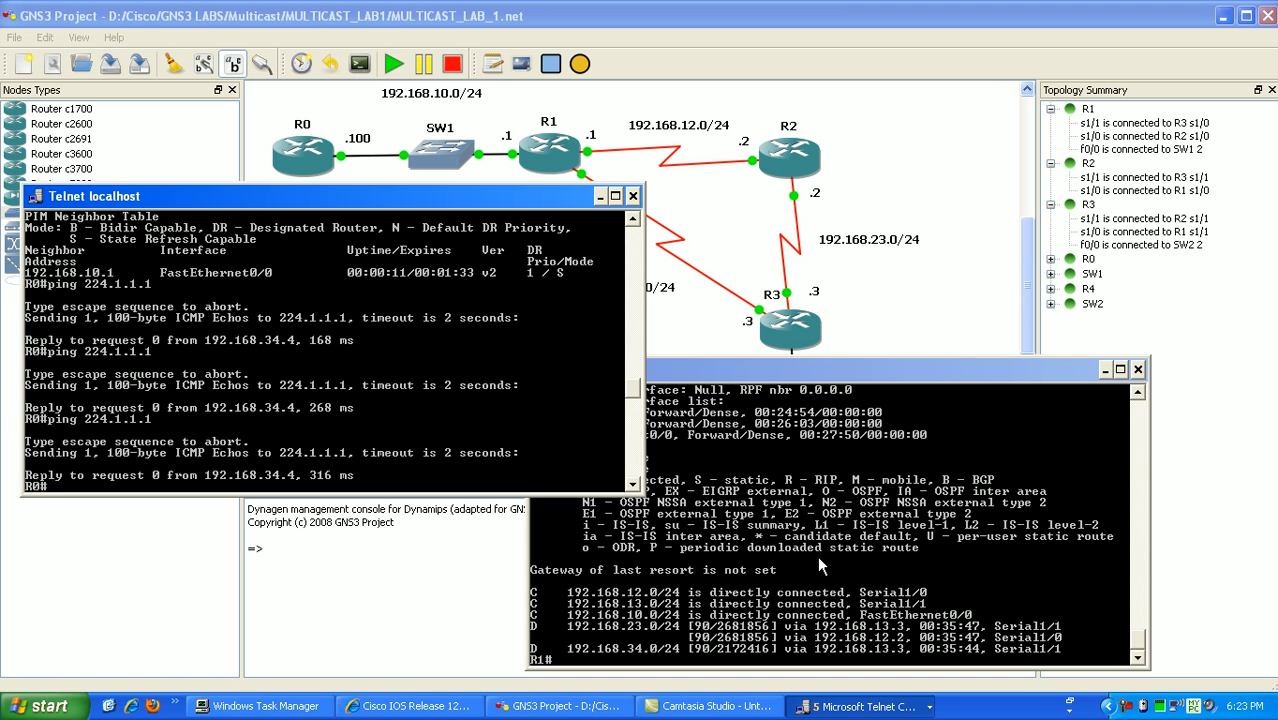 GNS3 Project - D:/Cisco/GNS3 LABS/Multicast/MULTICAST_LAB1/MULTICAST_LAB_1.net
File Edit View Help
Nodes Types
Router c1700
Router c2600
Router c2691
Router c3600
Router c3700
192.168.10.0/24
R0
.100
SW1
.1
R1
.1
192.168.12.0/24
.2
R2
.2
192.168.23.0/24
R3
.3
.3
Topology Summary
R1
s1/1 is connected to R3 s1/0
s1/0 is connected to R2 s1/0
f0/0 is connected to SW1 2
R2
s1/1 is connected to R3 s1/1
s1/0 is connected to R1 s1/0
R3
s1/1 is connected to R2 s1/1
s1/0 is connected to R1 s1/1
f0/0 is connected to SW2 2
R0
SW1
R4
SW2
Telnet localhost
PIM Neighbor Table
Mode: B - Bidir Capable, DR - Designated Router, N - Default DR Priority,
S - State Refresh Capable
Neighbor Interface Uptime/Expires Ver DR
Address Prio/Mode
192.168.10.1 FastEthernet0/0 00:00:11/00:01:33 v2 1 / S
R0#ping 224.1.1.1
Type escape sequence to abort.
Sending 1, 100-byte ICMP Echos to 224.1.1.1, timeout is 2 seconds:
Reply to request 0 from 192.168.34.4, 168 ms
R0#ping 224.1.1.1
Type escape sequence to abort.
Sending 1, 100-byte ICMP Echos to 224.1.1.1, timeout is 2 seconds:
Reply to request 0 from 192.168.34.4, 268 ms
R0#ping 224.1.1.1
Type escape sequence to abort.
Sending 1, 100-byte ICMP Echos to 224.1.1.1, timeout is 2 seconds:
Reply to request 0 from 192.168.34.4, 316 ms
R0#
0/24
rface: Null, RPF nbr 0.0.0.0
rface list:
Forward/Dense, 00:24:54/00:00:00
Forward/Dense, 00:26:03/00:00:00
t0/0, Forward/Dense, 00:27:50/00:00:00
e
e
ected, S - static, R - RIP, M - mobile, B - BGP
P, EX - EIGRP external, O - OSPF, IA - OSPF inter area
N1 - OSPF NSSA external type 1, N2 - OSPF NSSA external type 2
E1 - OSPF external type 1, E2 - OSPF external type 2
i - IS-IS, su - IS-IS summary, L1 - IS-IS level-1, L2 - IS-IS level-2
ia - IS-IS inter area, * - candidate default, U - per-user static route
o - ODR, P - periodic downloaded static route
Gateway of last resort is not set
C 192.168.12.0/24 is directly connected, Serial1/0
C 192.168.13.0/24 is directly connected, Serial1/1
C 192.168.10.0/24 is directly connected, FastEthernet0/0
D 192.168.23.0/24 [90/2681856] via 192.168.13.3, 00:35:47, Serial1/1
[90/2681856] via 192.168.12.2, 00:35:47, Serial1/0
D 192.168.34.0/24 [90/2172416] via 192.168.13.3, 00:35:44, Serial1/1
R1#
Dynagen management console for Dynamips (adapted for GNS
Copyright (c) 2008 GNS3 Project
=>
start
Windows Task Manager
Cisco IOS Release 12...
GNS3 Project - D:/Cis...
Camtasia Studio - Unt...
5 Microsoft Telnet C...
6:23 PM